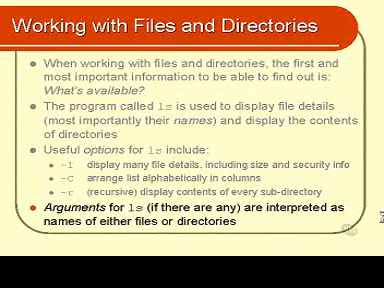 Working with Files and Directories
When working with files and directories, the first and
most important information to be able to find out is:
What's available?
The program called ls is used to display file details
(most importantly their names) and display the contents
of directories
Useful options for ls include:
-l display many file details, including size and security info
-C arrange list alphabetically in columns
-r (recursive) display contents of every sub-directory
Arguments for ls (if there are any) are interpreted as
names of either files or directories